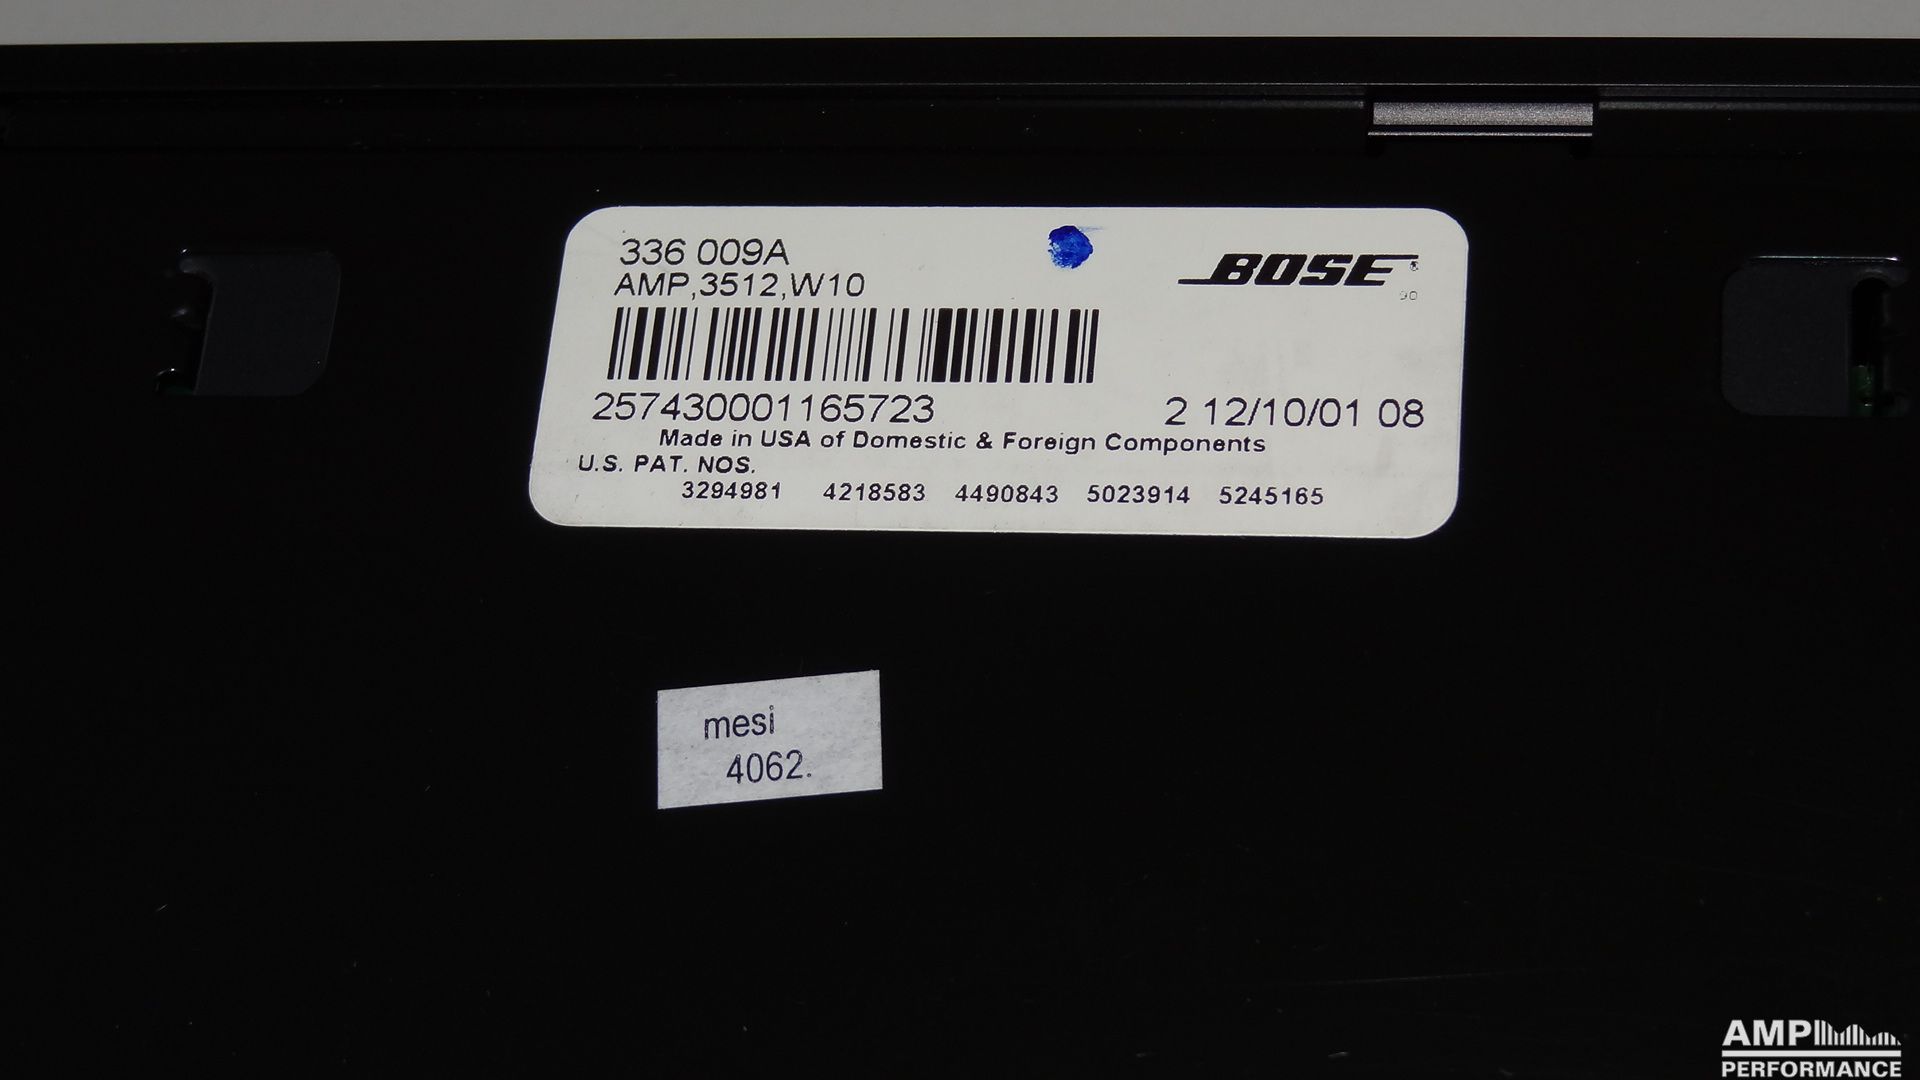 336 009A
AMP,3512,W10
BOSE®
90
257430001165723
2 12/10/01 08
Made in USA of Domestic & Foreign Components
U.S. PAT. NOS.
3294981 4218583 4490843 5023914 5245165
mesi
4062.
AMP
PERFORMANCE